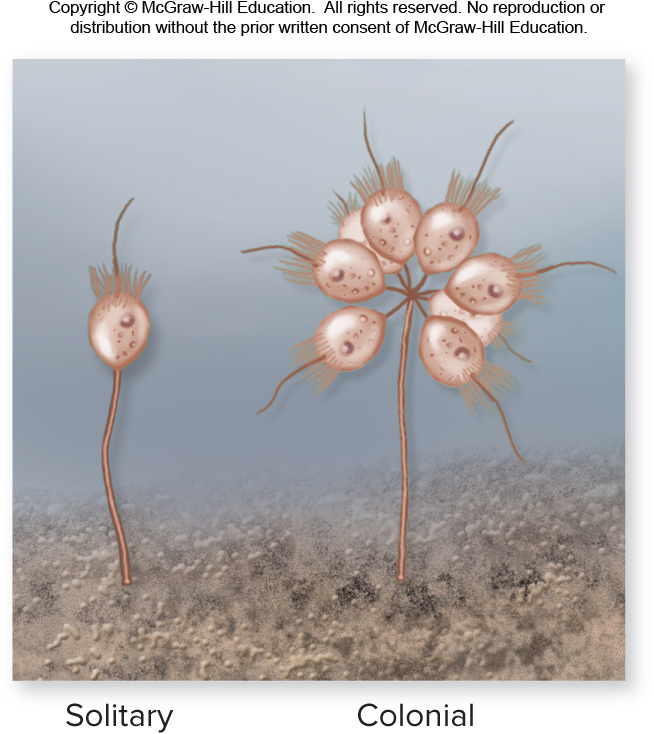 Copyright © McGraw-Hill Education.  All rights reserved. No reproduction or
distribution without the prior written consent of McGraw-Hill Education.
Solitary
Colonial